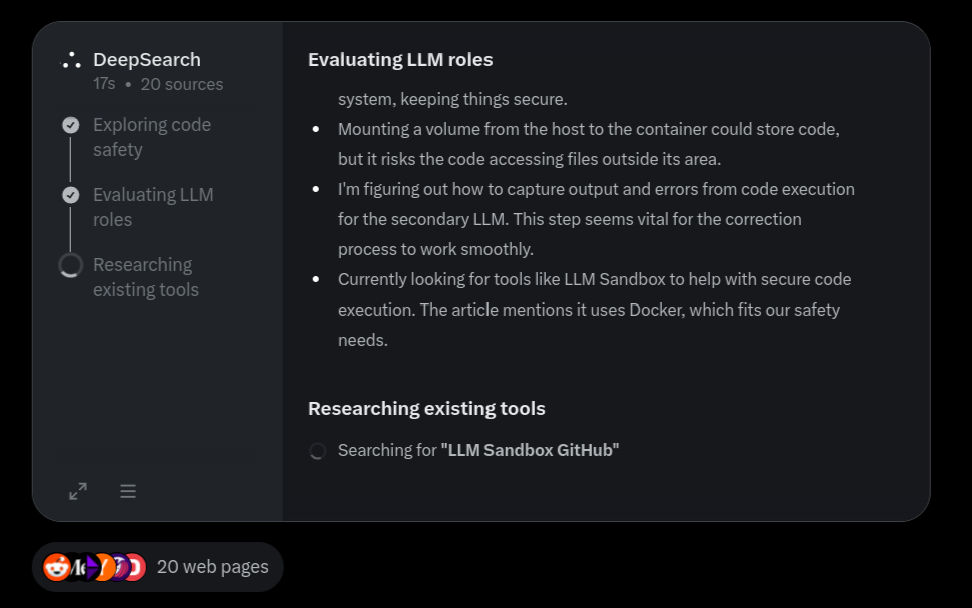 DeepSearch
17s • 20 sources
Exploring code
safety
Evaluating LLM
roles
Researching
existing tools
Evaluating LLM roles
system, keeping things secure.
• Mounting a volume from the host to the container could store code,
but it risks the code accessing files outside its area.
• I'm figuring out how to capture output and errors from code execution
for the secondary LLM. This step seems vital for the correction
process to work smoothly.
• Currently looking for tools like LLM Sandbox to help with secure code
execution. The article mentions it uses Docker, which fits our safety
needs.
Researching existing tools
Searching for "LLM Sandbox GitHub"
20 web pages